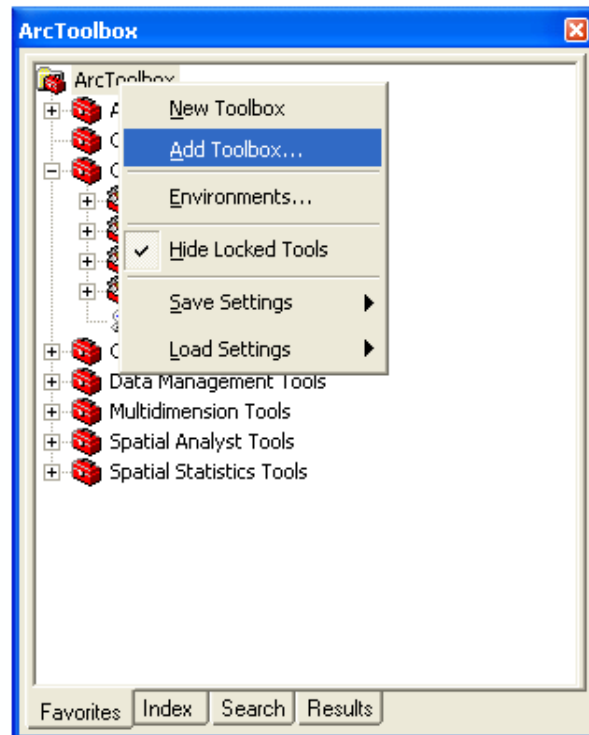 ArcToolbox
ArcToolbox
New Toolbox
Add Toolbox...
Environments...
Hide Locked Tools
Save Settings
Load Settings
Data Management Tools
Multidimension Tools
Spatial Analyst Tools
Spatial Statistics Tools
Favorites Index Search Results